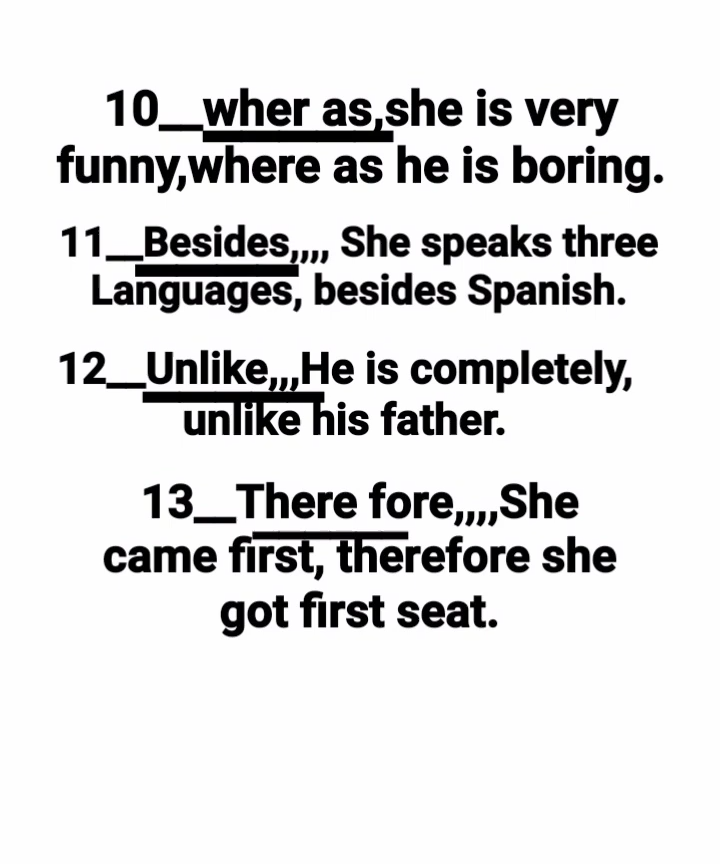 10__wher as,she is very
funny,where as he is boring.
11__Besides,,,, She speaks three
Languages, besides Spanish.
12__Unlike,,,He is completely,
unlike his father.
13__There fore,,,,She
came first, therefore she
got first seat.